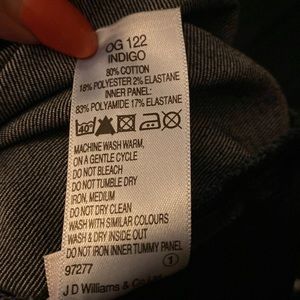 OG 122
INDIGO
80% COTTON
18% POLYESTER 2% ELASTANE
INNER PANEL:
83% POLYAMIDE 17% ELASTANE
40
MACHINE WASH WARM,
ON A GENTLE CYCLE
DO NOT BLEACH
DO NOT TUMBLE DRY
IRON, MEDIUM
DO NOT DRY CLEAN
WASH WITH SIMILAR COLOURS
WASH & DRY INSIDE OUT
DO NOT IRON INNER TUMMY PANEL
97277 1
J D Williams &